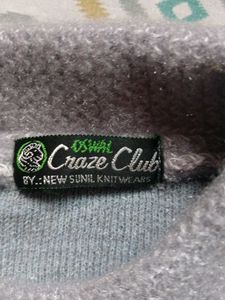 OSWAL
Craze Club
BY.: NEW SUNIL KNITWEARS